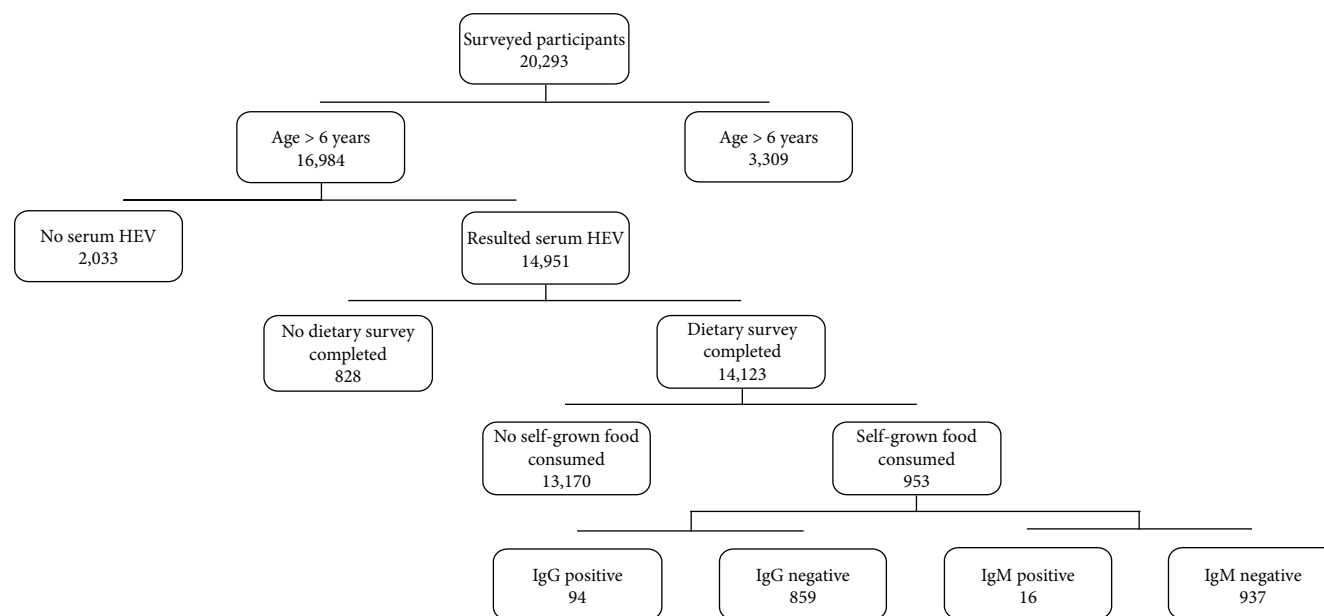 Surveyed participants
20,293
Age > 6 years
16,984
Age > 6 years
3,309
No serum HEV
2,033
Resulted serum HEV
14,951
No dietary survey
completed
828
Dietary survey
completed
14,123
No self-grown food
consumed
13,170
Self-grown food
consumed
953
IgG positive
94
IgG negative
859
IgM positive
16
IgM negative
937